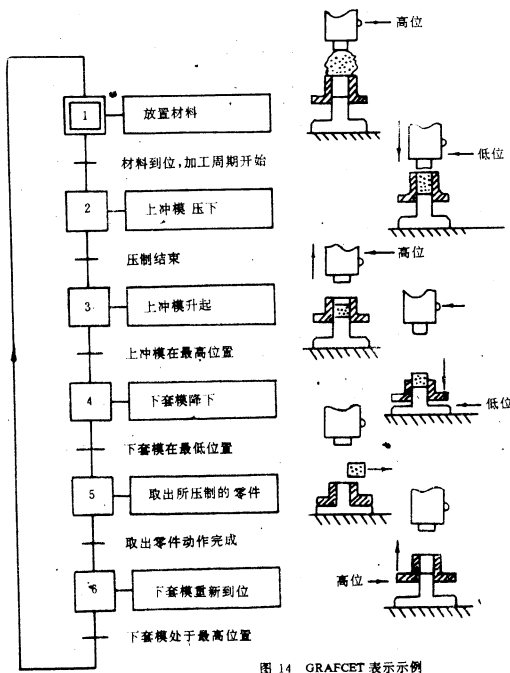 高位
1 放置材料
材料到位,加工周期开始
低位
2 上冲模 压下
压制结束
高位
3 上冲模升起
上冲模在最高位置
4 下套模降下
低位
下套模在最低位置
5 取出所压制的零件
取出零件动作完成
6 下套模重新到位
高位
下套模处于最高位置
图 14 GRAFCET 表示示例